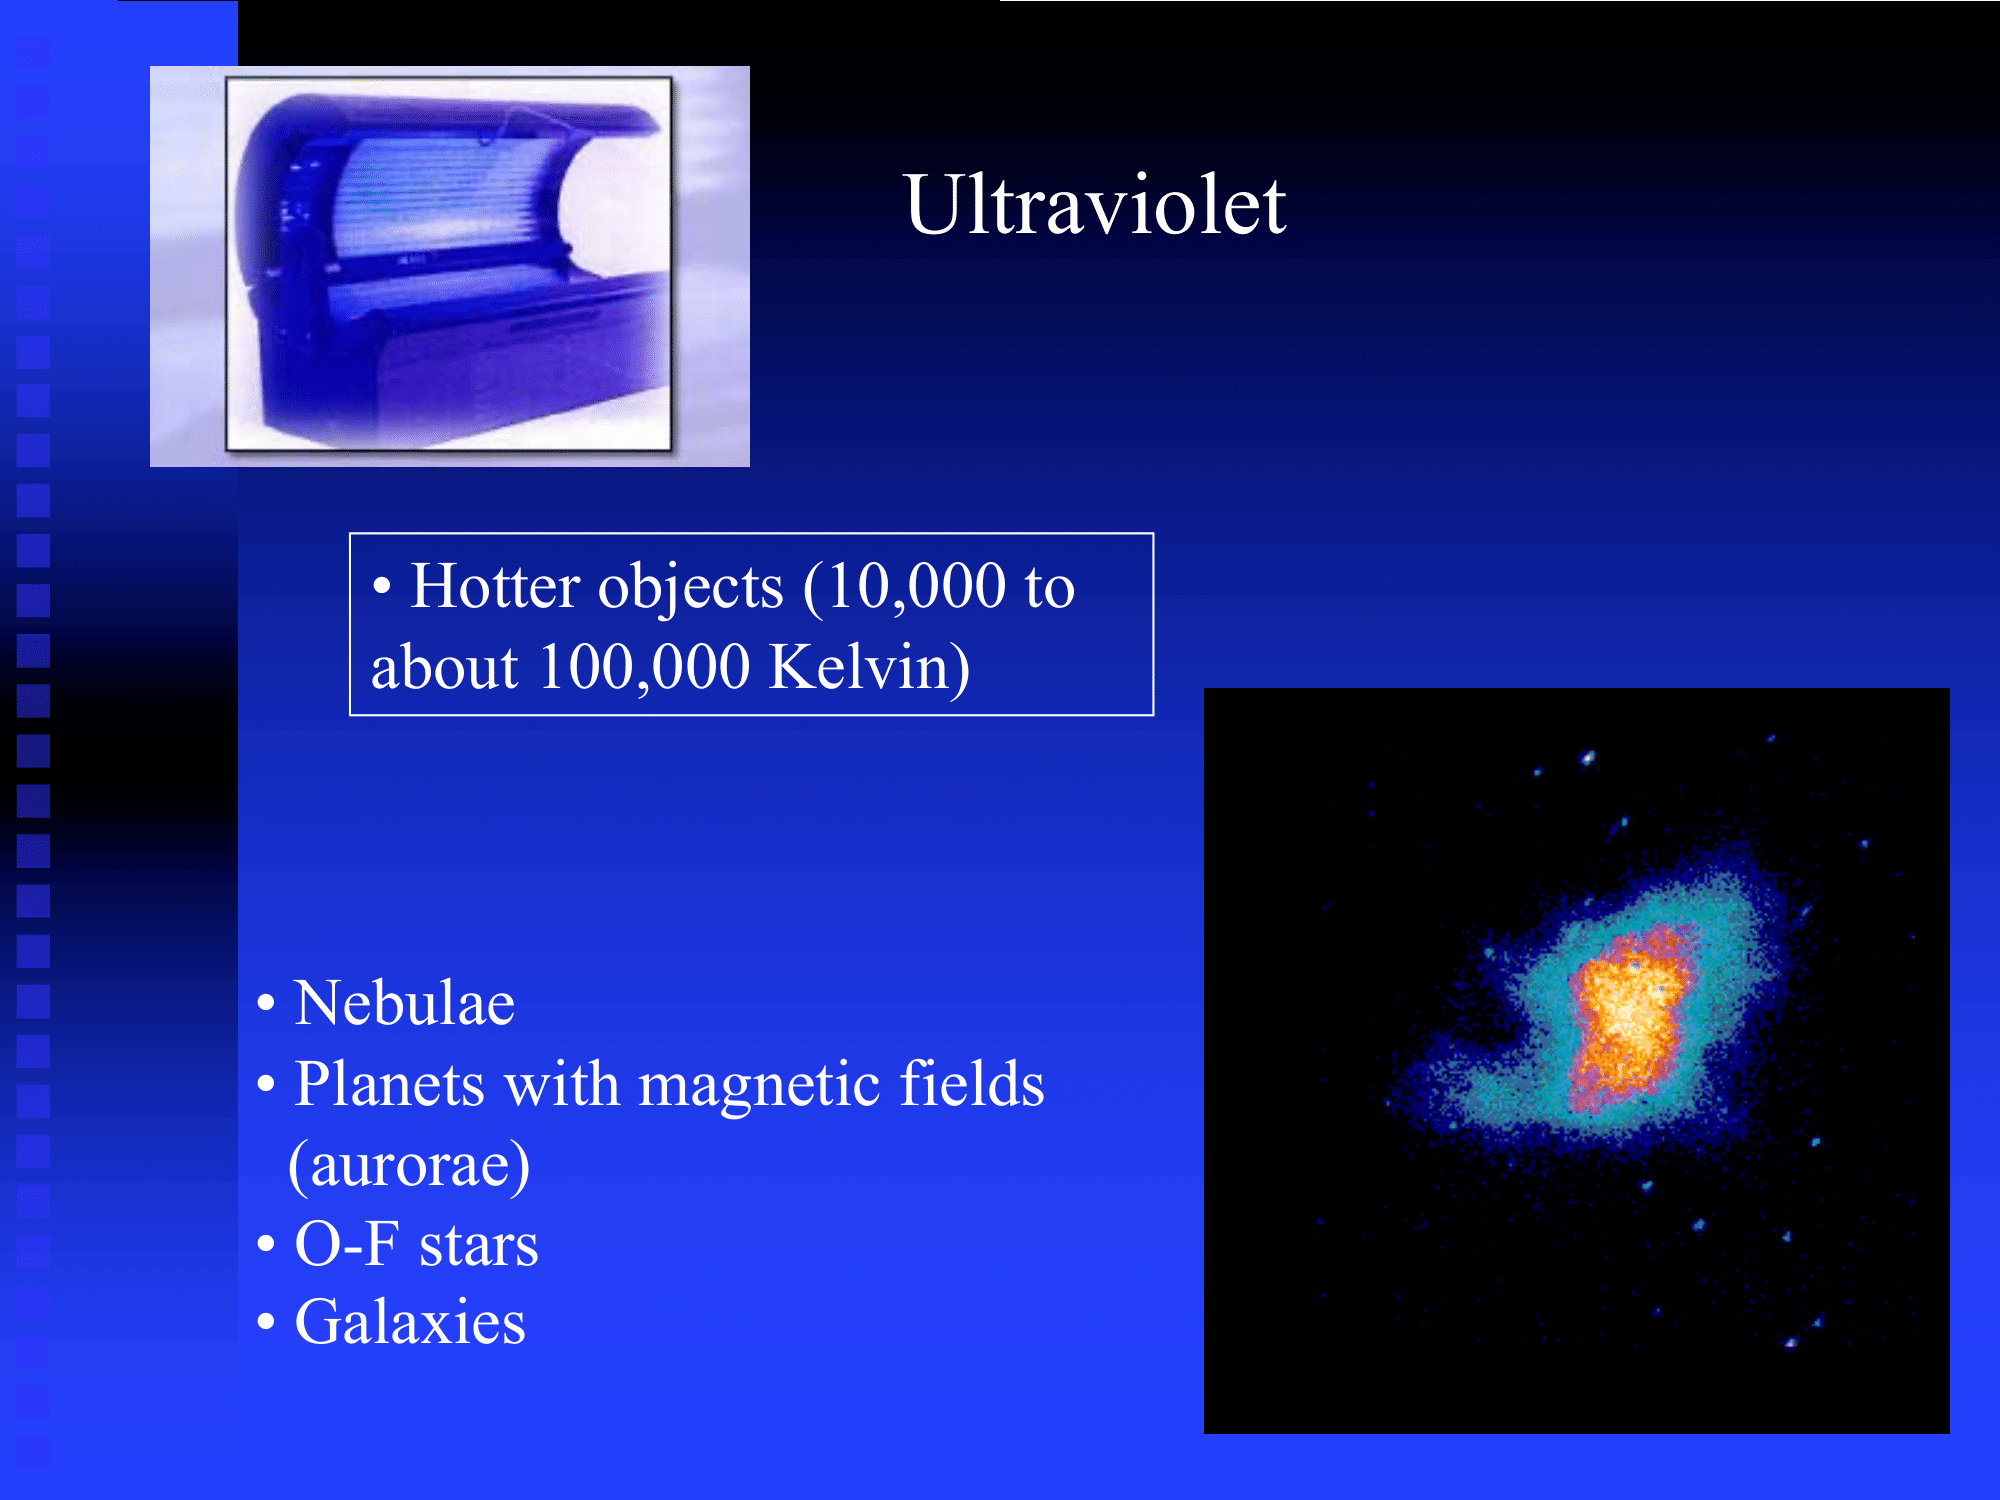 Ultraviolet
• Hotter objects (10,000 to
about 100,000 Kelvin)
• Nebulae
• Planets with magnetic fields
(aurorae)
• O-F stars
• Galaxies